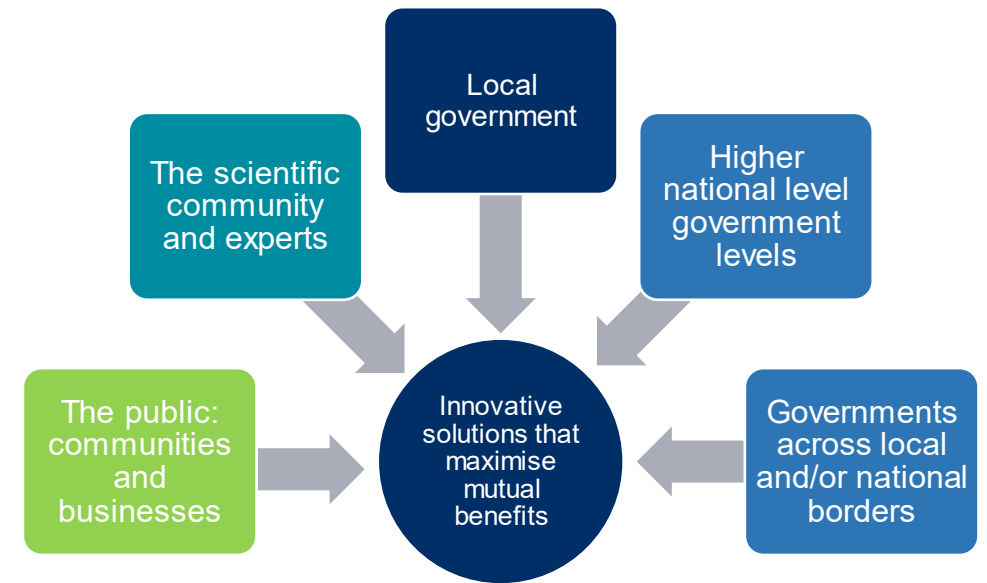 Local
government
The scientific
community
and experts
Higher
national level
government
levels
The public:
communities
and
businesses
Innovative
solutions that
maximise
mutual
benefits
Governments
across local
and/or national
borders